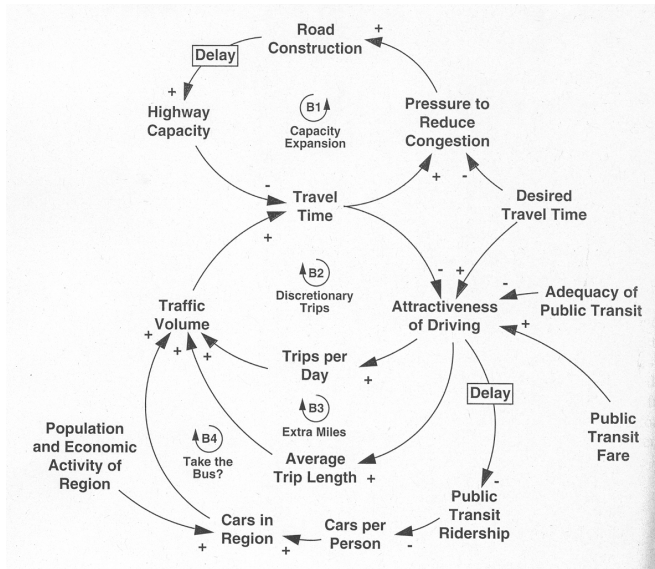 Road
Construction
+
Delay
+
Highway
Capacity
B1
Capacity
Expansion
Pressure to
Reduce
Congestion
+
-
-
Travel
Time
+
Desired
Travel Time
B2
Discretionary
Trips
-
+
Attractiveness
of Driving
-
Adequacy of
Public Transit
+
Traffic
Volume
+
+
+
Trips per
Day
+
Delay
B3
Extra Miles
Public
Transit
Fare
Population
and Economic
Activity of
Region
B4
Take the
Bus?
Average
Trip Length
+
-
Public
Transit
Ridership
Cars in
Region
+
+
Cars per
Person
-